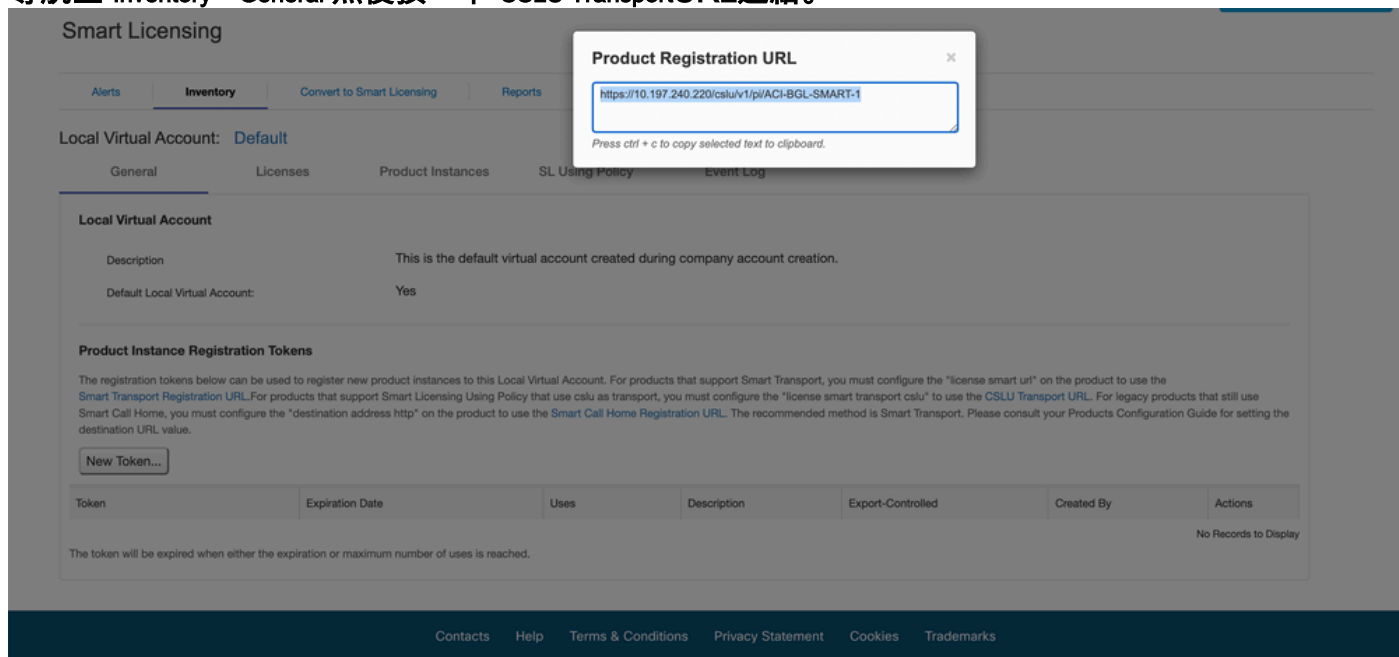 Smart Licensing
Product Registration URL
×
https://10.197.240.220/cslu/v1/pi/ACI-BGL-SMART-1
Press ctrl + c to copy selected text to clipboard.
Alerts
Inventory
Convert to Smart Licensing
Reports
Local Virtual Account: Default
General
Licenses
Product Instances
SL Using Policy
Event Log
Local Virtual Account
Description
This is the default virtual account created during company account creation.
Default Local Virtual Account:
Yes
Product Instance Registration Tokens
The registration tokens below can be used to register new product instances to this Local Virtual Account. For products that support Smart Transport, you must configure the "license smart url" on the product to use the
Smart Transport Registration URL.For products that support Smart Licensing Using Policy that use cslu as transport, you must configure the "license smart transport cslu" to use the CSLU Transport URL. For legacy products that still use
Smart Call Home, you must configure the "destination address http" on the product to use the Smart Call Home Registration URL. The recommended method is Smart Transport. Please consult your Products Configuration Guide for setting the
destination URL value.
New Token...
Token
Expiration Date
Uses
Description
Export-Controlled
Created By
Actions
No Records to Display
The token will be expired when either the expiration or maximum number of uses is reached.
Contacts
Help
Terms & Conditions
Privacy Statement
Cookies
Trademarks